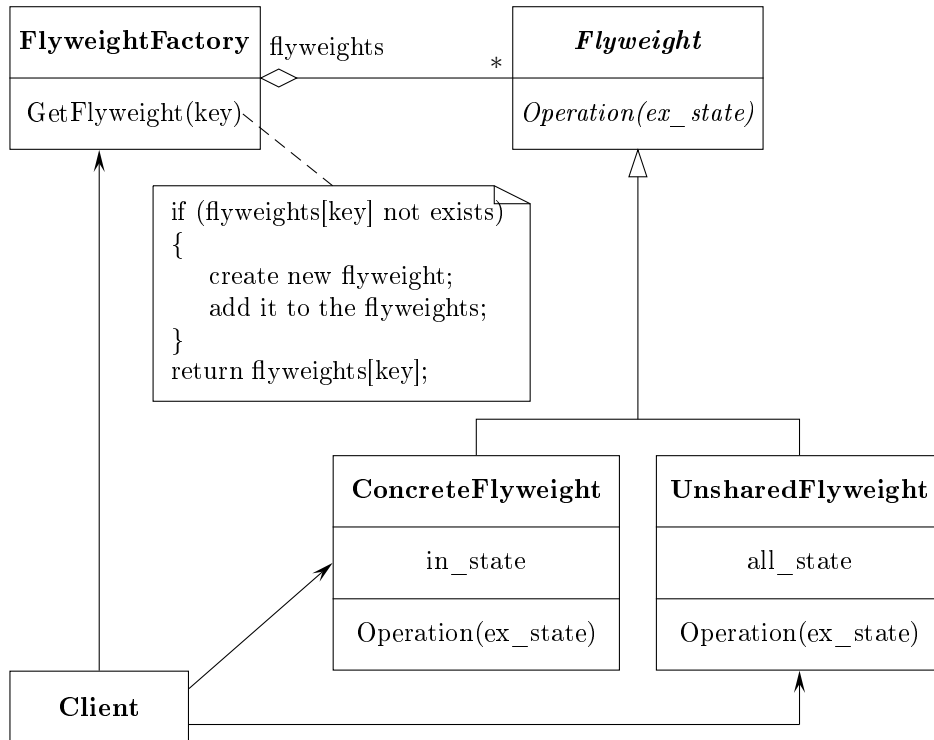 FlyweightFactory
flyweights
*
Flyweight
GetFlyweight(key)
Operation(ex_state)
if (flyweights[key] not exists)
{
create new flyweight;
add it to the flyweights;
}
return flyweights[key];
ConcreteFlyweight
UnsharedFlyweight
in_state
all_state
Operation(ex_state)
Operation(ex_state)
Client